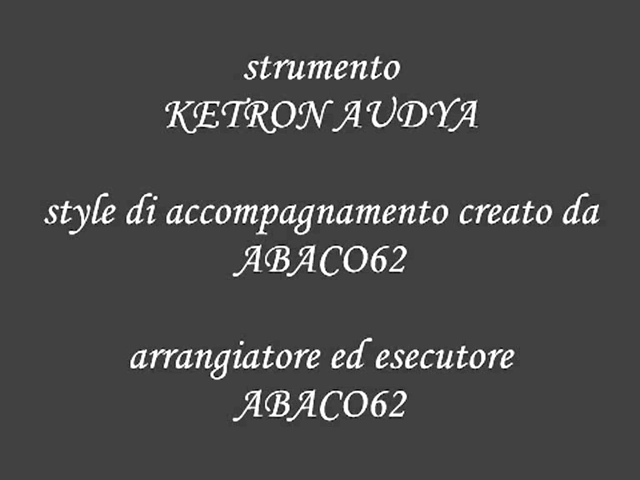 strumento
KETRON AUDYA
style di accompagnamento creato da
ABACO62
arrangiatore ed esecutore
ABACO62